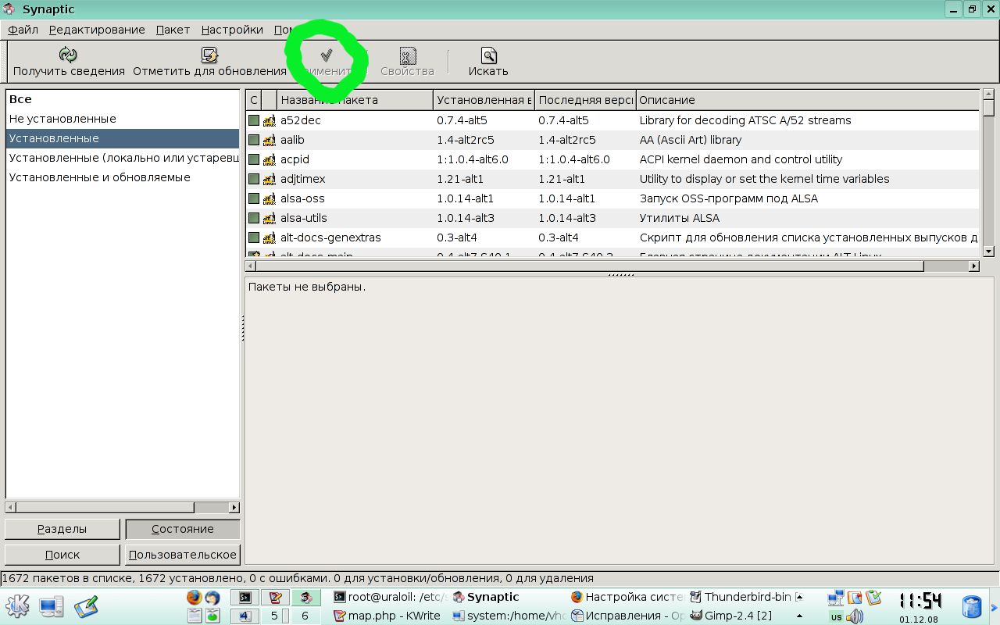 Synaptic
Файл Редактирование Пакет Настройки
Получить сведения Отметить для обновления Свойства Искать
Все
Не установленные
Установленные
Установленные (локально или устаревш
Установленные и обновляемые
С Название пакета Установленная в Последняя верси Описание
a52dec 0.7.4-alt5 0.7.4-alt5 Library for decoding ATSC A/52 streams
aalib 1.4-alt2rc5 1.4-alt2rc5 AA (Ascii Art) library
acpid 1:1.0.4-alt6.0 1:1.0.4-alt6.0 ACPI kernel daemon and control utility
adjtimex 1.21-alt1 1.21-alt1 Utility to display or set the kernel time variables
alsa-oss 1.0.14-alt1 1.0.14-alt1 Запуск OSS-программ под ALSA
alsa-utils 1.0.14-alt3 1.0.14-alt3 Утилиты ALSA
alt-docs-genextras 0.3-alt4 0.3-alt4 Скрипт для обновления списка установленных выпусков д
Пакеты не выбраны.
Разделы Состояние
Поиск Пользовательское
1672 пакетов в списке, 1672 установлено, 0 с ошибками. 0 для установки/обновления, 0 для удаления
root@uraloil: /etc/s Synaptic Настройка систе Thunderbird-bin
4 5 6 map.php - KWrite system:/home/vho Исправления - Op Gimp-2.4 [2]
us
11:54
01.12.08